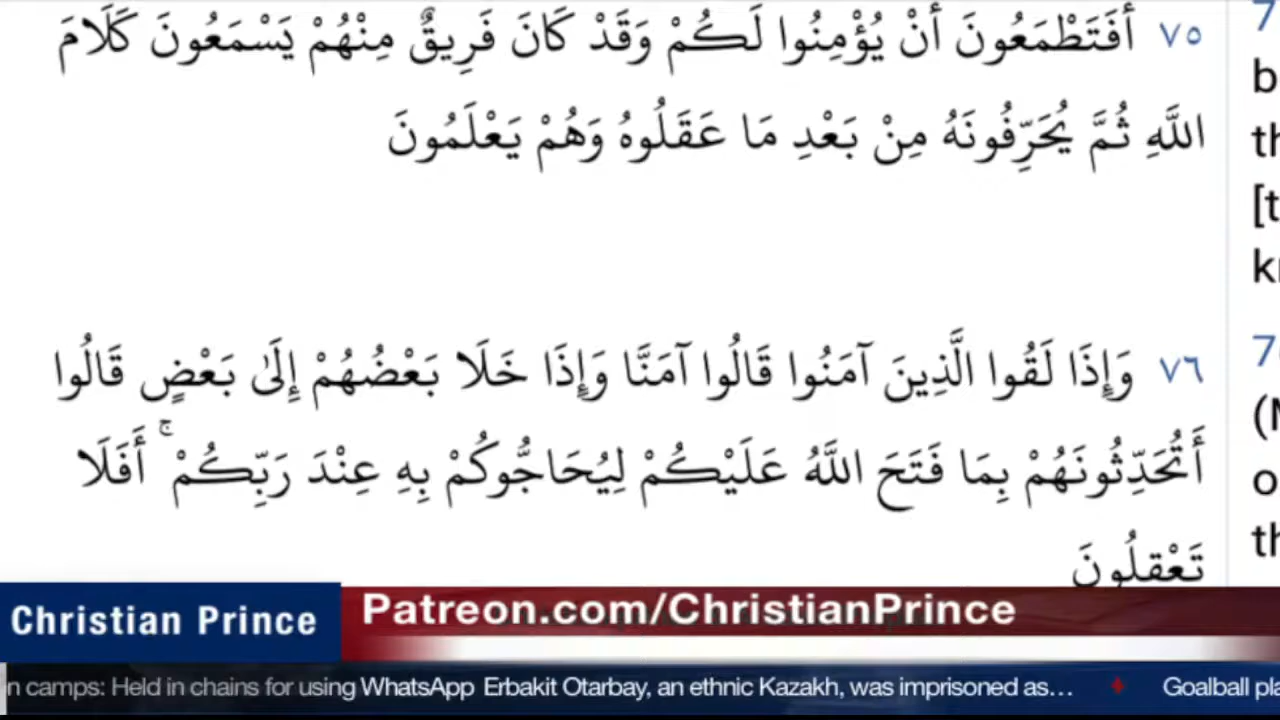 ٧٥ أَفَتَطْمَعُونَ أَنْ يُؤْمِنُوا لَكُمْ وَقَدْ كَانَ فَرِيقٌ مِنْهُمْ يَسْمَعُونَ كَلَامَ
اللَّهِ ثُمَّ يُحَرِّفُونَهُ مِنْ بَعْدِ مَا عَقَلُوهُ وَهُمْ يَعْلَمُونَ
٧٦ وَإِذَا لَقُوا الَّذِينَ آمَنُوا قَالُوا آمَنَّا وَإِذَا خَلَا بَعْضُهُمْ إِلَىٰ بَعْضٍ قَالُوا
أَتُحَدِّثُونَهُمْ بِمَا فَتَحَ اللَّهُ عَلَيْكُمْ لِيُحَاجُّوكُمْ بِهِ عِنْدَ رَبِّكُمْ ۚ أَفَلَا
تَعْقِلُونَ
Christian Prince
Patreon.com/ChristianPrince
n camps: Held in chains for using WhatsApp Erbakit Otarbay, an ethnic Kazakh, was imprisoned as… Goalball pla